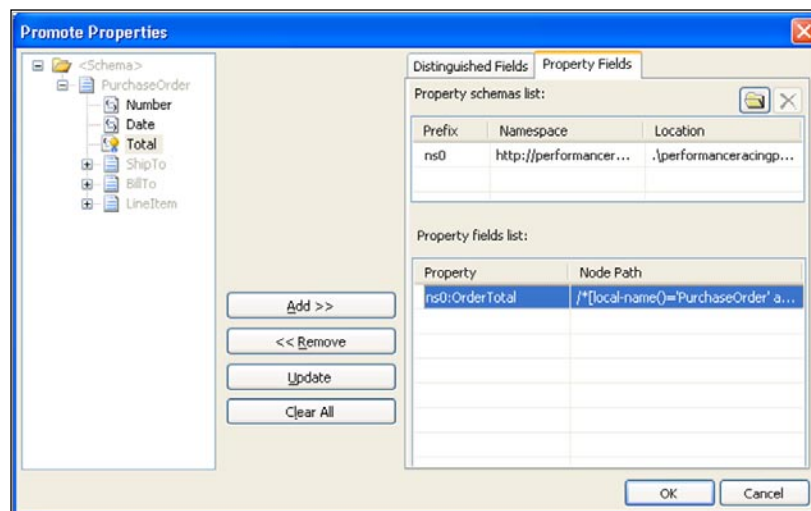 Promote Properties
<Schema>
PurchaseOrder
Number
Date
Total
ShipTo
BillTo
LineItem
Add >>
<< Remove
Update
Clear All
Distinguished Fields Property Fields
Property schemas list:
Prefix Namespace Location
ns0 http://performancer... .\performanceracingp...
Property fields list:
Property Node Path
ns0:OrderTotal /*[local-name()='PurchaseOrder' a...
OK Cancel